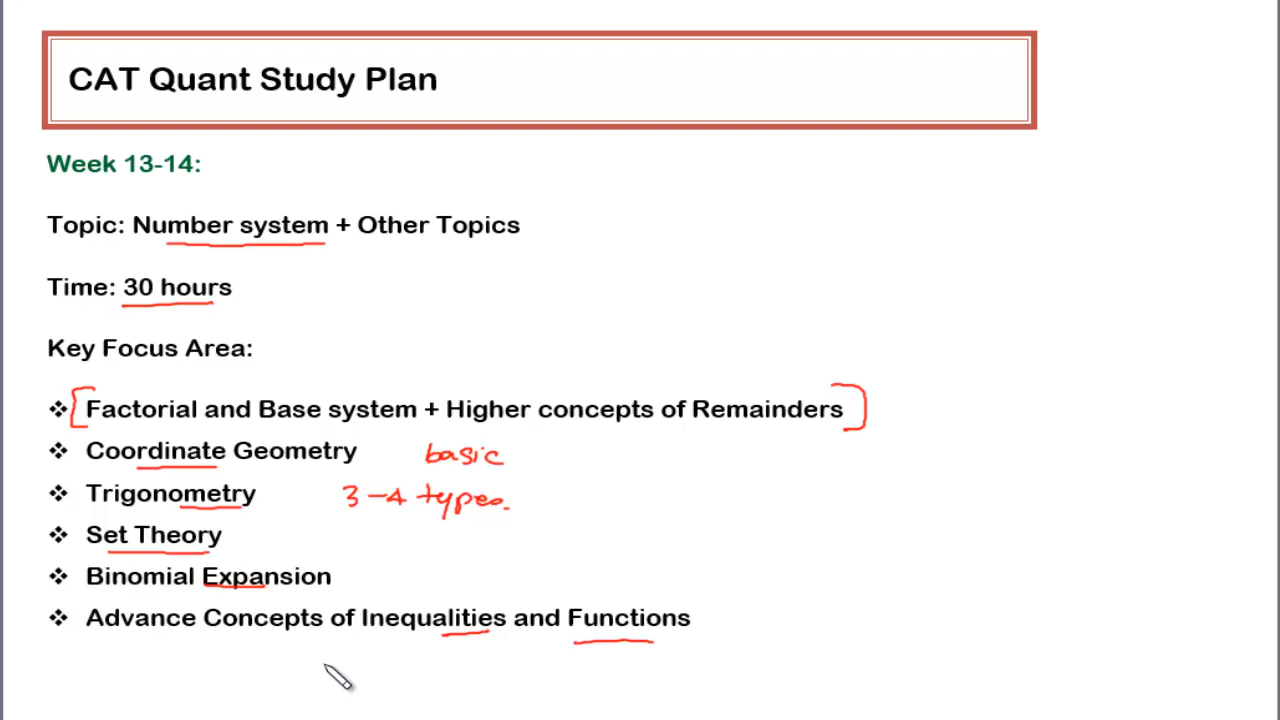 CAT Quant Study Plan
Week 13-14:
Topic: Number system + Other Topics
Time: 30 hours
Key Focus Area:
❖ Factorial and Base system + Higher concepts of Remainders
❖ Coordinate Geometry basic
❖ Trigonometry 3-4 types.
❖ Set Theory
❖ Binomial Expansion
❖ Advance Concepts of Inequalities and Functions